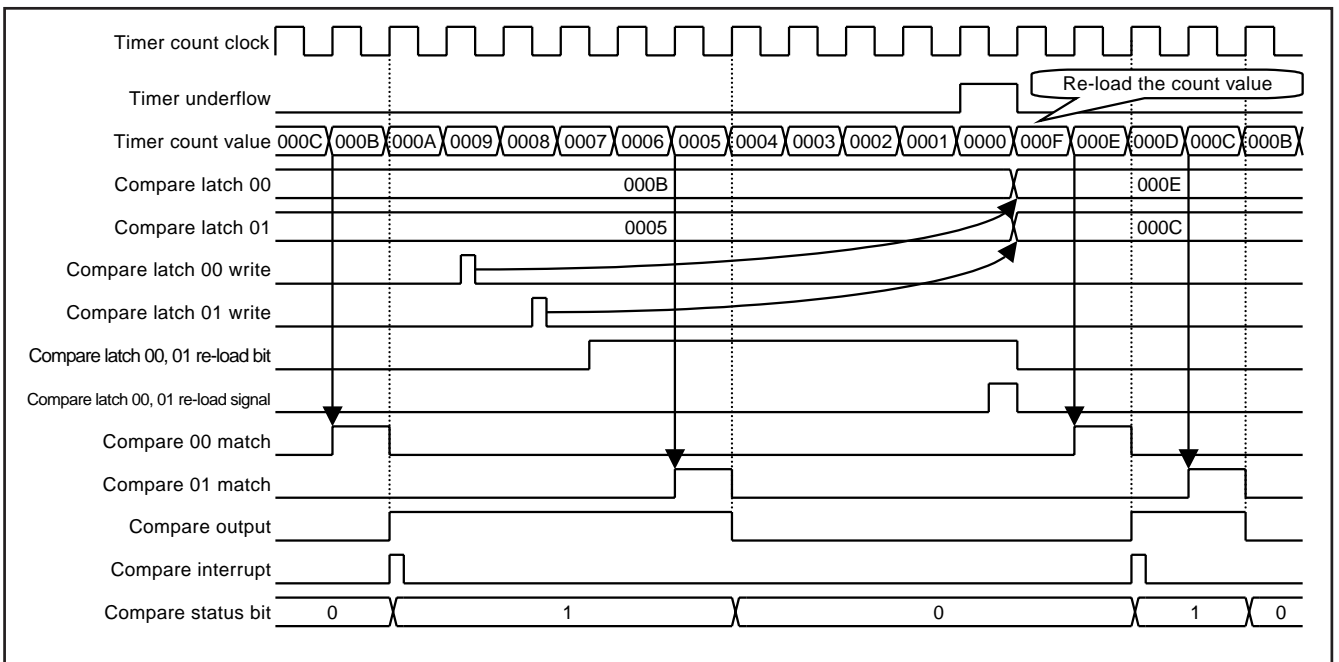 Timer count clock
Timer underflow
Re-load the count value
Timer count value 000C 000B 000A 0009 0008 0007 0006 0005 0004 0003 0002 0001 0000 000F 000E 000D 000C 000B
Compare latch 00 000B 000E
Compare latch 01 0005 000C
Compare latch 00 write
Compare latch 01 write
Compare latch 00, 01 re-load bit
Compare latch 00, 01 re-load signal
Compare 00 match
Compare 01 match
Compare output
Compare interrupt
Compare status bit 0 1 0 1 0